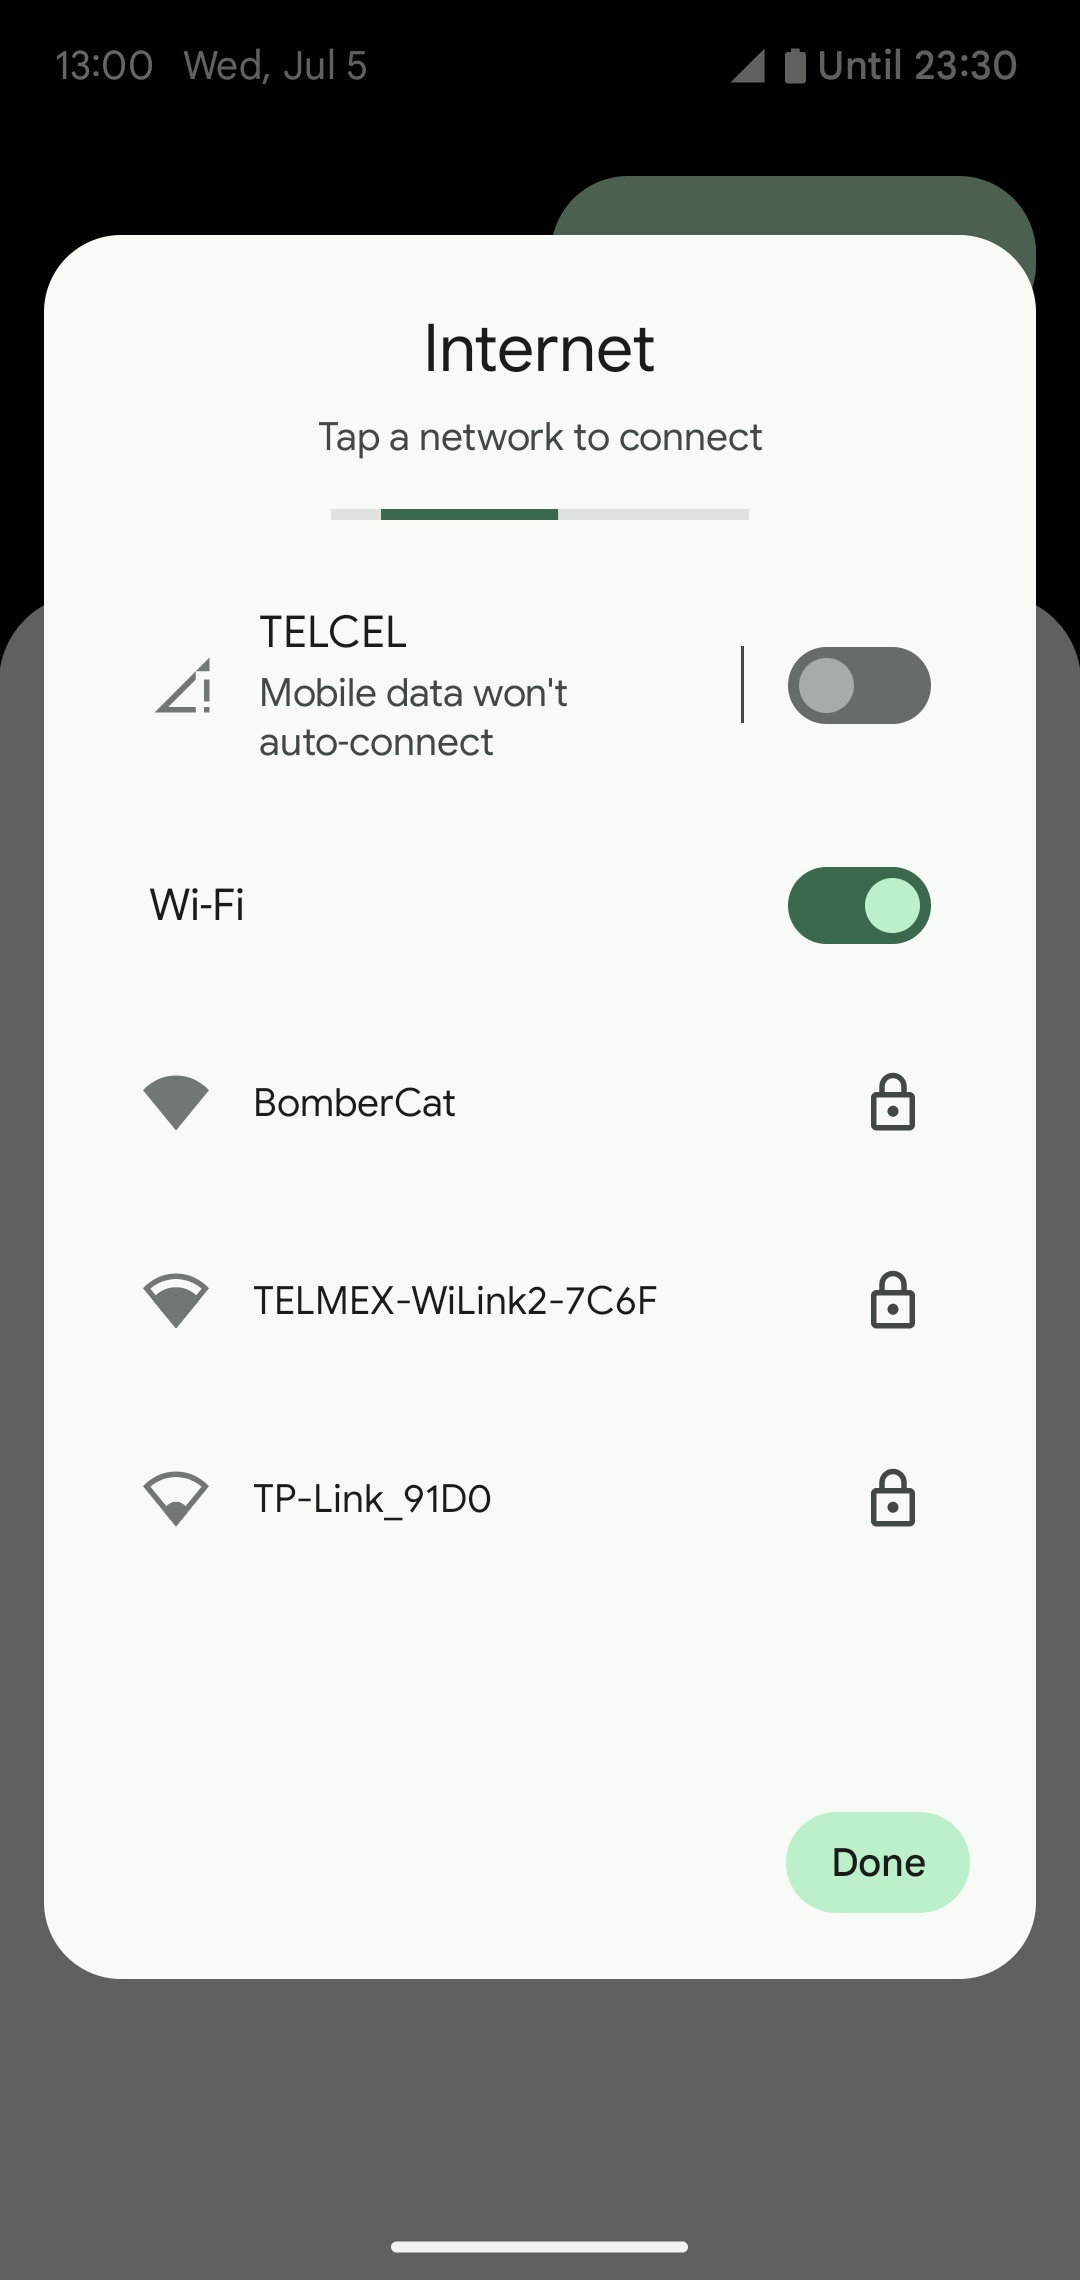 13:00 Wed, Jul 5 Until 23:30
Internet
Tap a network to connect
TELCEL
Mobile data won't
auto-connect
Wi-Fi
BomberCat
TELMEX-WiLink2-7C6F
TP-Link_91D0
Done